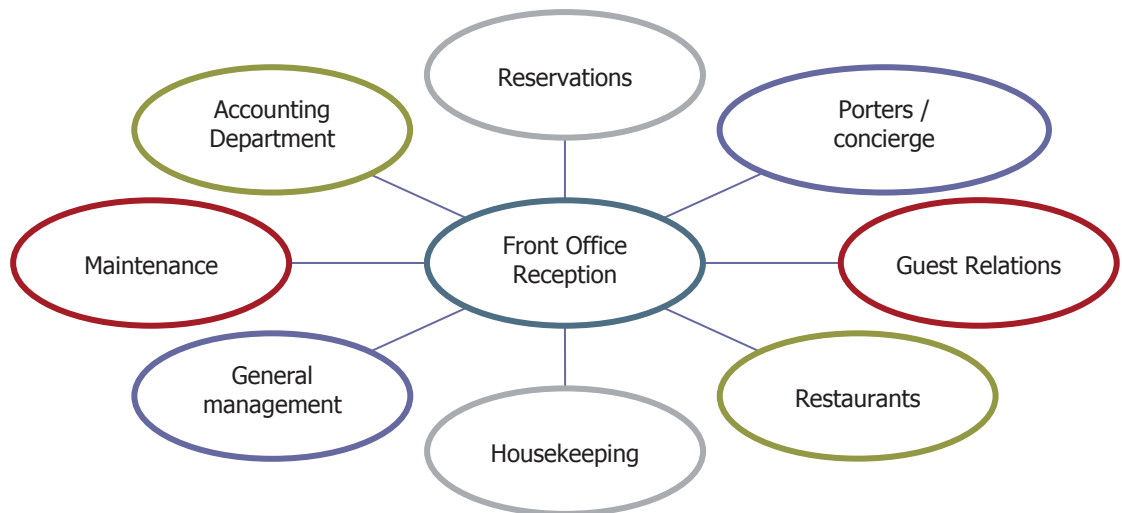 Reservations
Accounting
Department
Porters /
concierge
Maintenance
Front Office
Reception
Guest Relations
General
management
Restaurants
Housekeeping